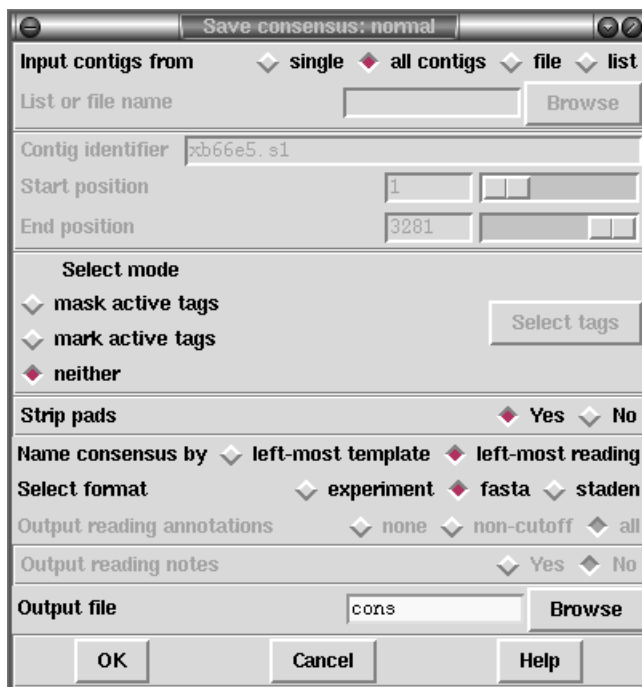 Save consensus: normal
Input contigs from single all contigs file list
List or file name Browse
Contig identifier xb66e5.s1
Start position 1
End position 3281
Select mode
mask active tags
Select tags
mark active tags
neither
Strip pads Yes No
Name consensus by left-most template left-most reading
Select format experiment fasta staden
Output reading annotations none non-cutoff all
Output reading notes Yes No
Output file cons Browse
OK Cancel Help